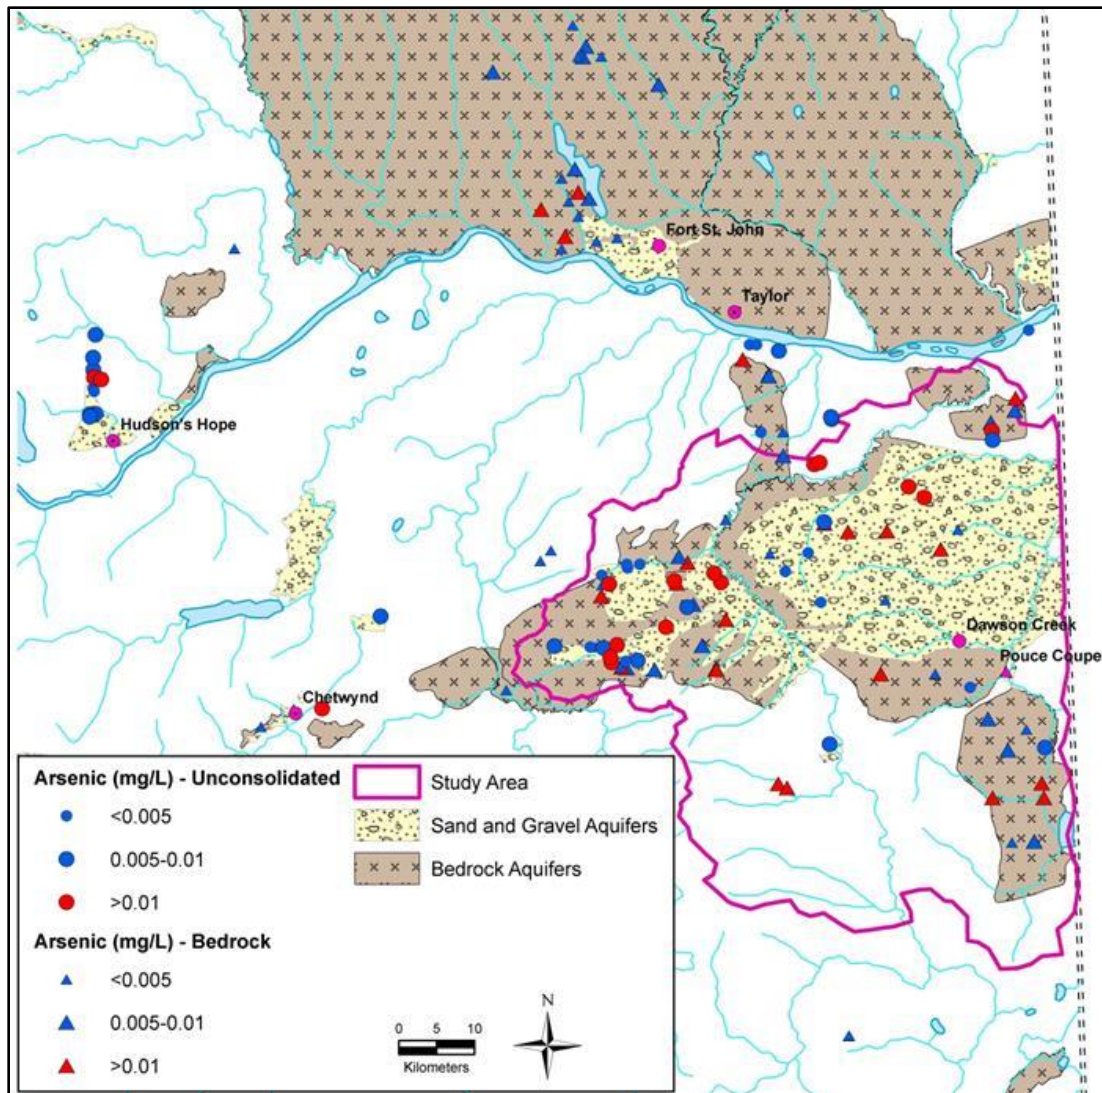 Fort St. John
Taylor
Hudson's Hope
Dawson Creek
Pouce Coupe
Chetwynd
Arsenic (mg/L) - Unconsolidated
<0.005
0.005-0.01
>0.01
Arsenic (mg/L) - Bedrock
<0.005
0.005-0.01
>0.01
Study Area
Sand and Gravel Aquifers
Bedrock Aquifers
0 5 10
Kilometers
N